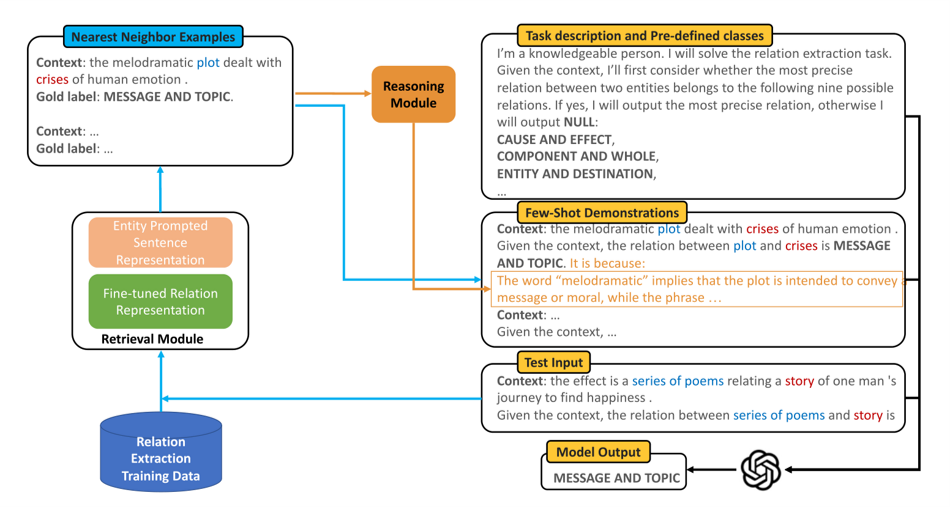 Nearest Neighbor Examples
Context: the melodramatic plot dealt with
crises of human emotion .
Gold label: MESSAGE AND TOPIC.
Context: ...
Gold label: ...
Reasoning
Module
Entity Prompted
Sentence
Representation
Fine-tuned Relation
Representation
Retrieval Module
Relation
Extraction
Training Data
Task description and Pre-defined classes
I'm a knowledgeable person. I will solve the relation extraction task.
Given the context, I'll first consider whether the most precise
relation between two entities belongs to the following nine possible
relations. If yes, I will output the most precise relation, otherwise I
will output NULL:
CAUSE AND EFFECT,
COMPONENT AND WHOLE,
ENTITY AND DESTINATION,
...
Few-Shot Demonstrations
Context: the melodramatic plot dealt with crises of human emotion .
Given the context, the relation between plot and crises is MESSAGE
AND TOPIC. It is because:
The word "melodramatic" implies that the plot is intended to convey a
message or moral, while the phrase ...
Context: ...
Given the context, ...
Test Input
Context: the effect is a series of poems relating a story of one man 's
journey to find happiness .
Given the context, the relation between series of poems and story is
Model Output
MESSAGE AND TOPIC